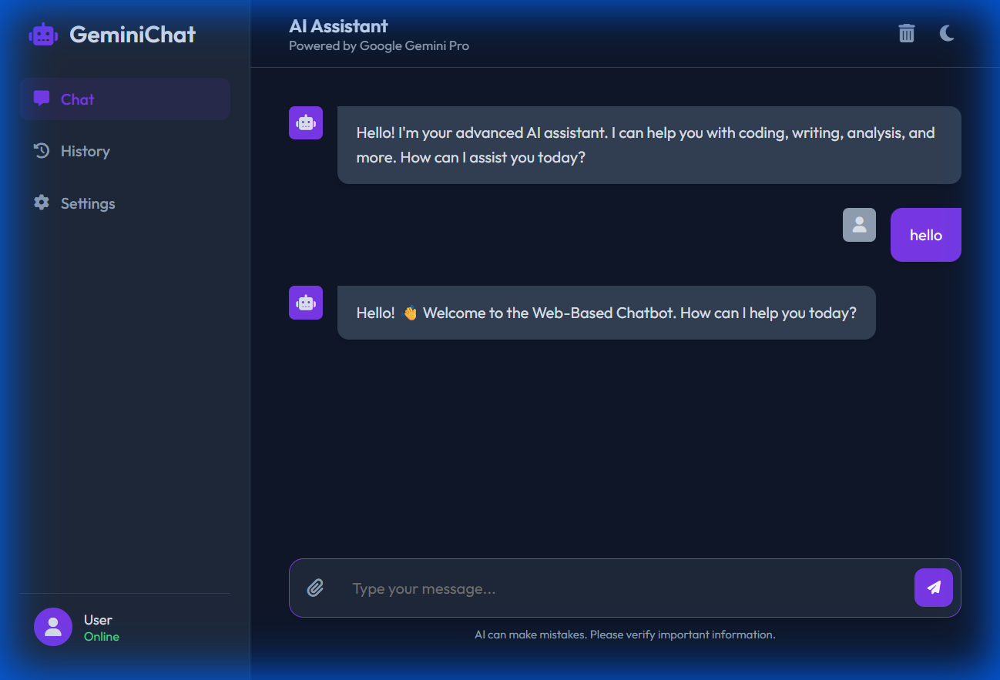 GeminiChat
Chat
History
Settings
User
Online
AI Assistant
Powered by Google Gemini Pro
Hello! I'm your advanced AI assistant. I can help you with coding, writing, analysis, and
more. How can I assist you today?
hello
Hello! 👋 Welcome to the Web-Based Chatbot. How can I help you today?
Type your message...
AI can make mistakes. Please verify important information.